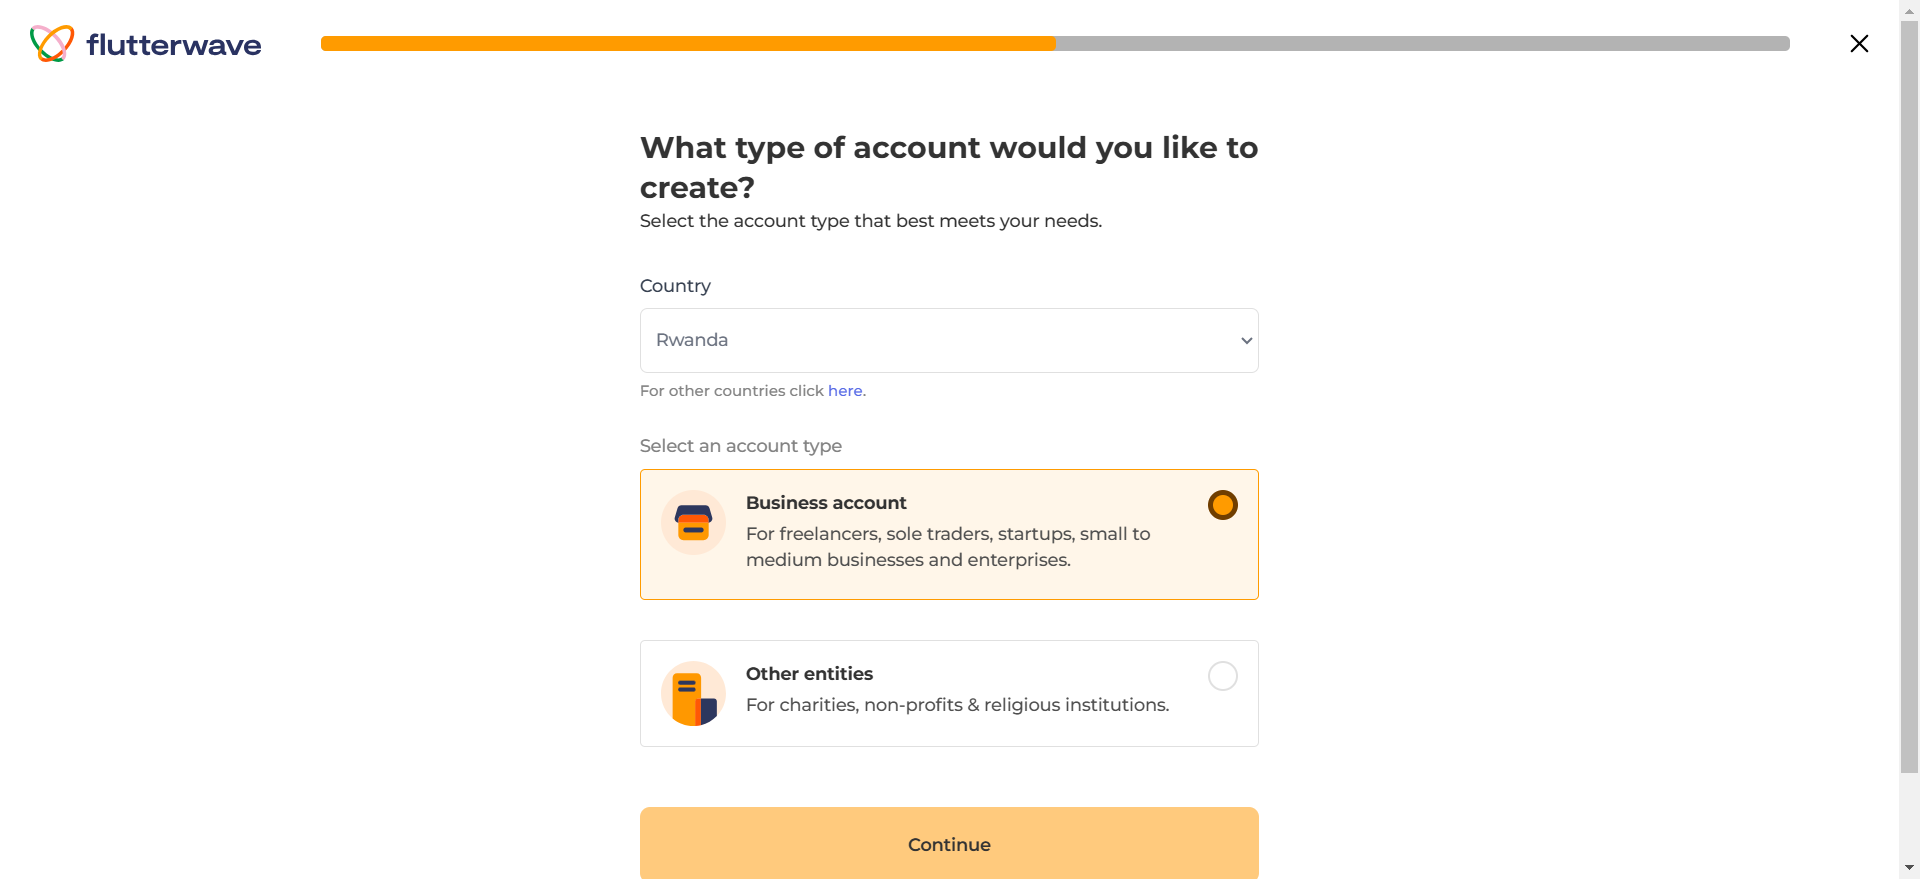 flutterwave
What type of account would you like to
create?
Select the account type that best meets your needs.
Country
Rwanda
For other countries click here.
Select an account type
Business account
For freelancers, sole traders, startups, small to
medium businesses and enterprises.
Other entities
For charities, non-profits & religious institutions.
Continue